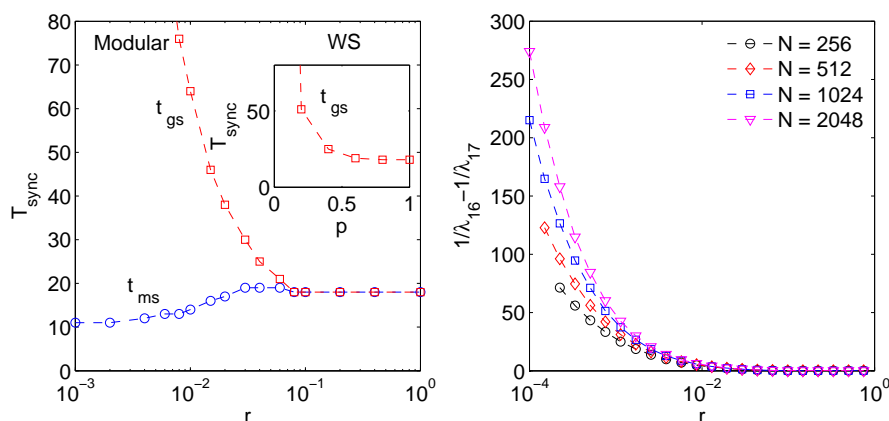 80
70
60
50
40
30
20
10
0
T_sync
Modular
WS
t_gs
t_ms
50
0
T_sync
t_gs
0
0.5
1
p
10^−3
10^−2
10^−1
10^0
r
300
250
200
150
100
50
0
1/λ_16−1/λ_17
N = 256
N = 512
N = 1024
N = 2048
10^−4
10^−2
10^0
r